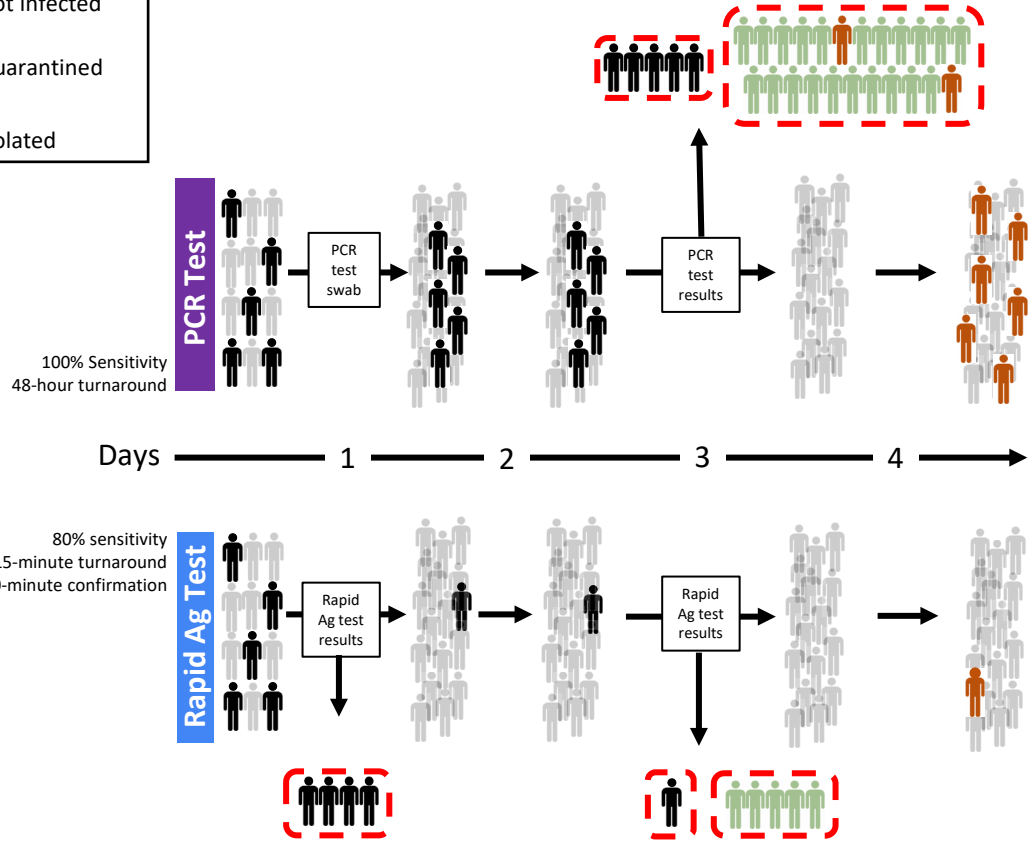 ot Infected
uarantined
olated
PCR Test
100% Sensitivity
48-hour turnaround
PCR
test
swab
PCR
test
results
Days 1 2 3 4
Rapid Ag Test
80% sensitivity
15-minute turnaround
0-minute confirmation
Rapid
Ag test
results
Rapid
Ag test
results